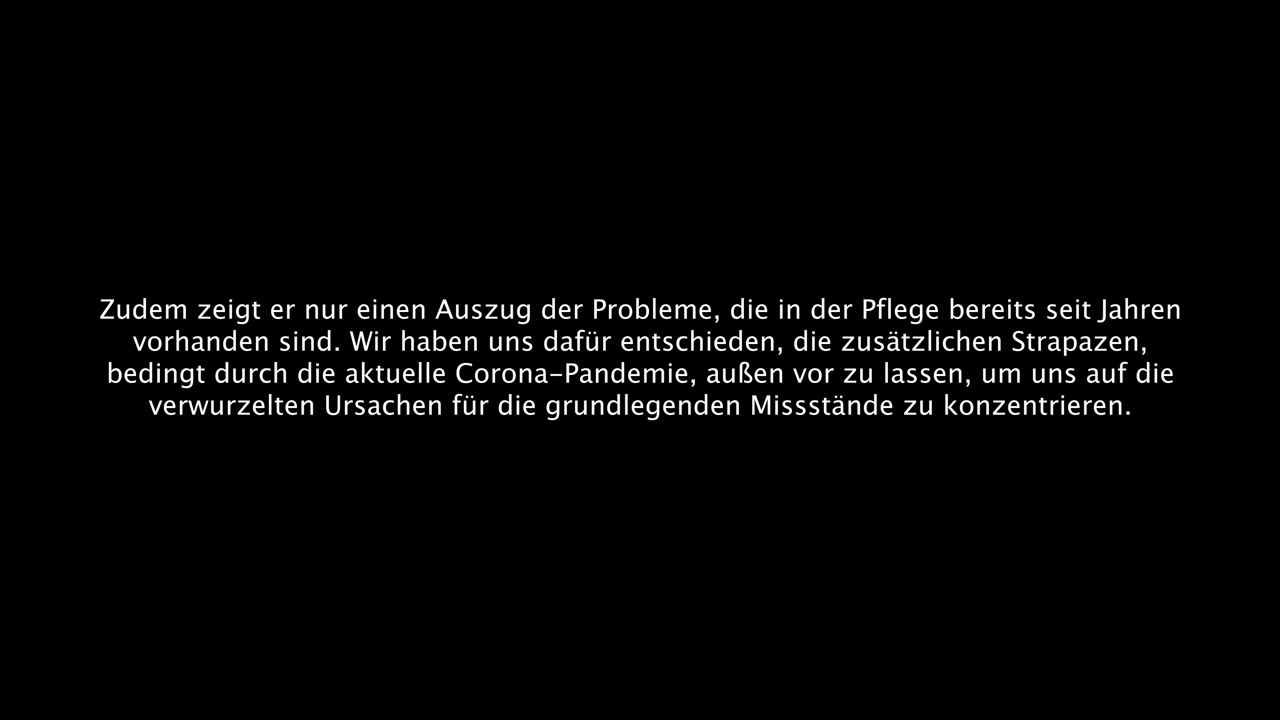 Zudem zeigt er nur einen Auszug der Probleme, die in der Pflege bereits seit Jahren
vorhanden sind. Wir haben uns dafür entschieden, die zusätzlichen Strapazen,
bedingt durch die aktuelle Corona-Pandemie, außen vor zu lassen, um uns auf die
verwurzelten Ursachen für die grundlegenden Missstände zu konzentrieren.